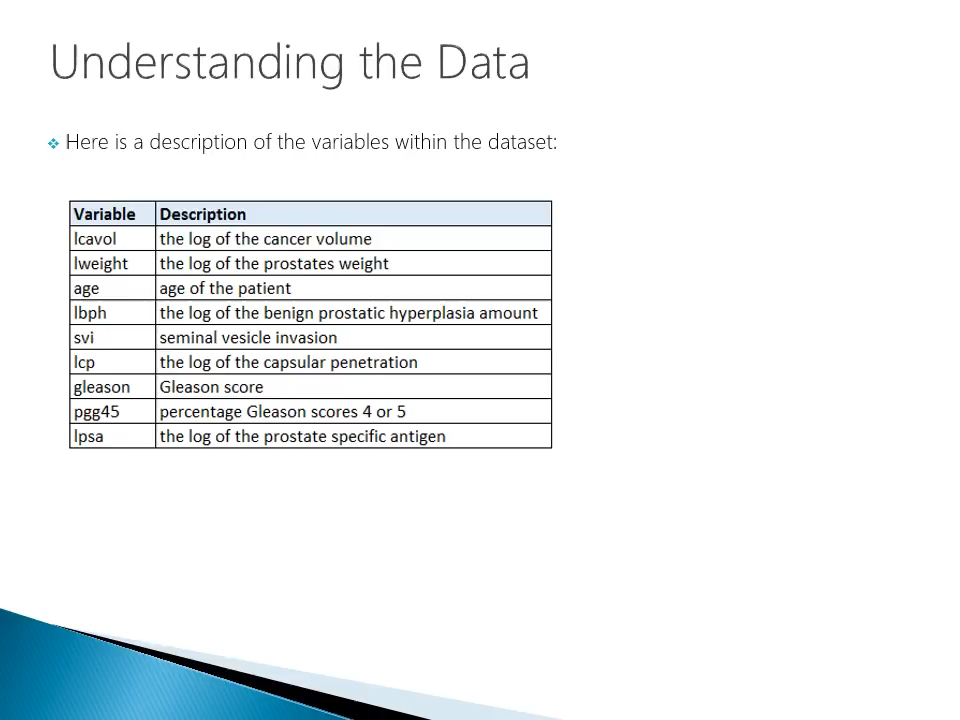 Understanding the Data
Here is a description of the variables within the dataset:
Variable Description
lcavol the log of the cancer volume
lweight the log of the prostates weight
age age of the patient
lbph the log of the benign prostatic hyperplasia amount
svi seminal vesicle invasion
lcp the log of the capsular penetration
gleason Gleason score
pgg45 percentage Gleason scores 4 or 5
lpsa the log of the prostate specific antigen